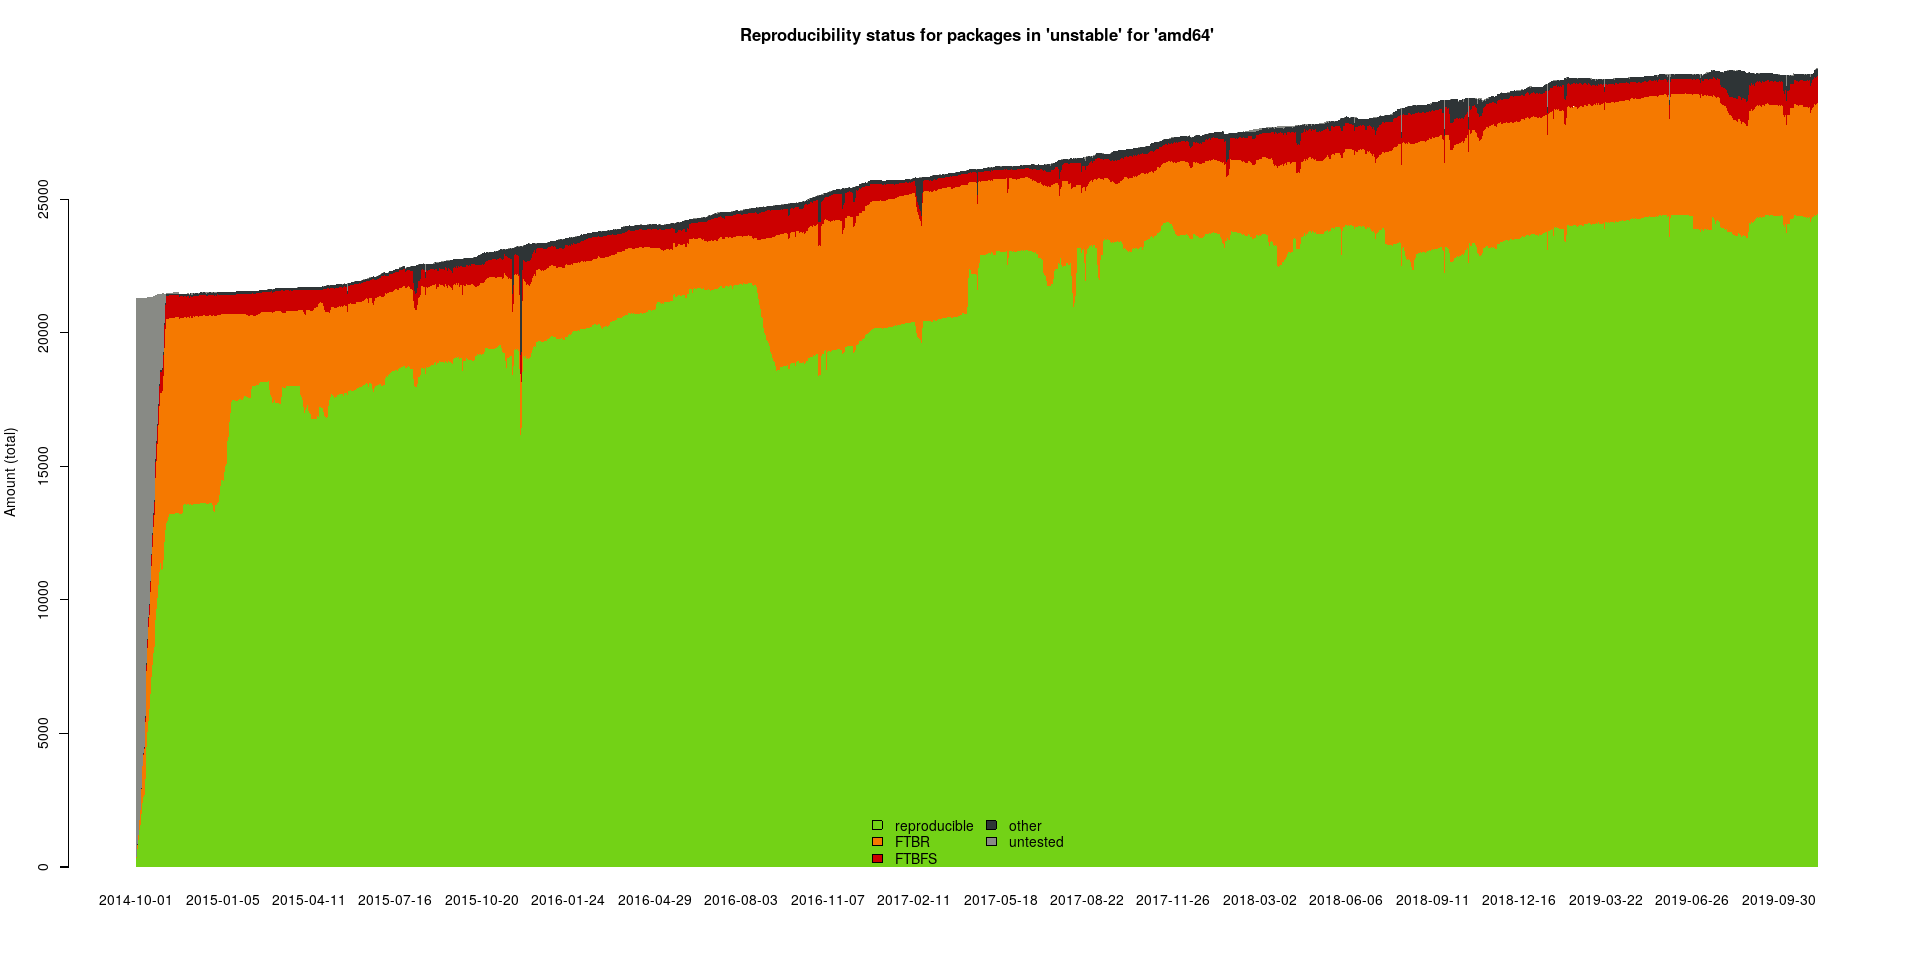 Reproducibility status for packages in 'unstable' for 'amd64'
Amount (total)
25000
20000
15000
10000
5000
0
reproducible
FTBR
FTBFS
other
untested
2014-10-01 2015-01-05 2015-04-11 2015-07-16 2015-10-20 2016-01-24 2016-04-29 2016-08-03 2016-11-07 2017-02-11 2017-05-18 2017-08-22 2017-11-26 2018-03-02 2018-06-06 2018-09-11 2018-12-16 2019-03-22 2019-06-26 2019-09-30